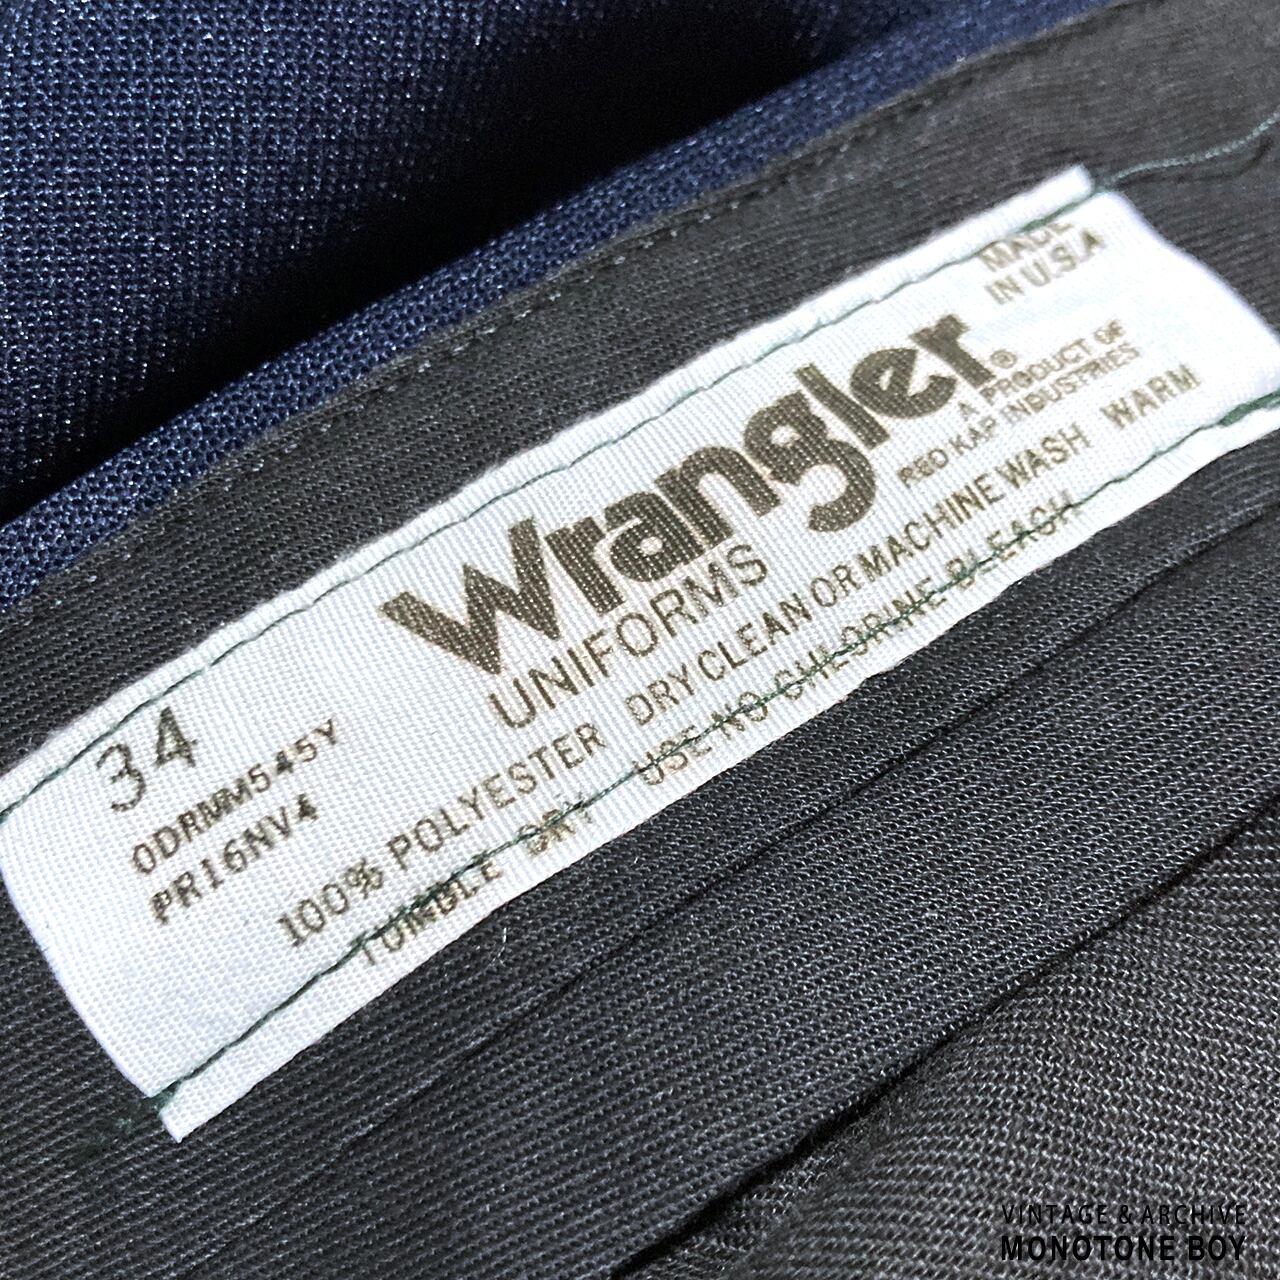 MADE
IN U.S.A
Wrangler®
A PRODUCT OF
RED KAP INDUSTRIES
UNIFORMS
34
0DRMM545Y
PR16NV4
100% POLYESTER DRY CLEAN OR MACHINE WASH WARM
TUMBLE DRY USE NO CHLORINE BLEACH
VINTAGE & ARCHIVE
MONOTONE BOY